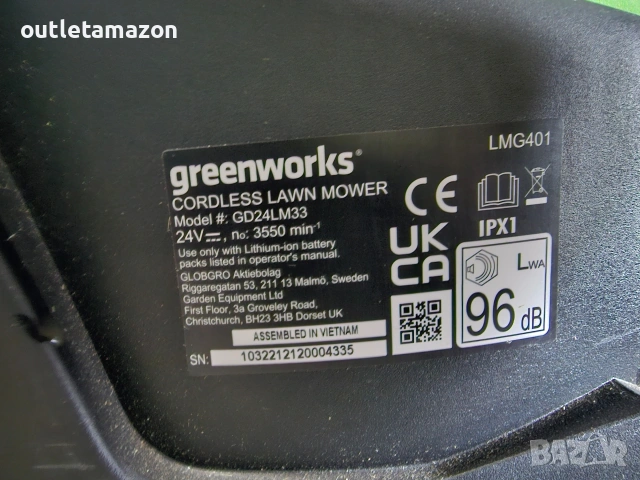 outletamazon
LMG401
greenworks®
CORDLESS LAWN MOWER
Model #: GD24LM33
24V⎓, n₀: 3550 min⁻¹
Use only with Lithium-ion battery
packs listed in operator's manual.
GLOBGRO Aktiebolag
Riggaregatan 53, 211 13 Malmö, Sweden
Garden Equipment Ltd
First Floor, 3a Groveley Road,
Christchurch, BH23 3HB Dorset UK
ASSEMBLED IN VIETNAM
SN: 1032212120004335
CE
UK
CA
IPX1
LWA
96 dB
BAZAR